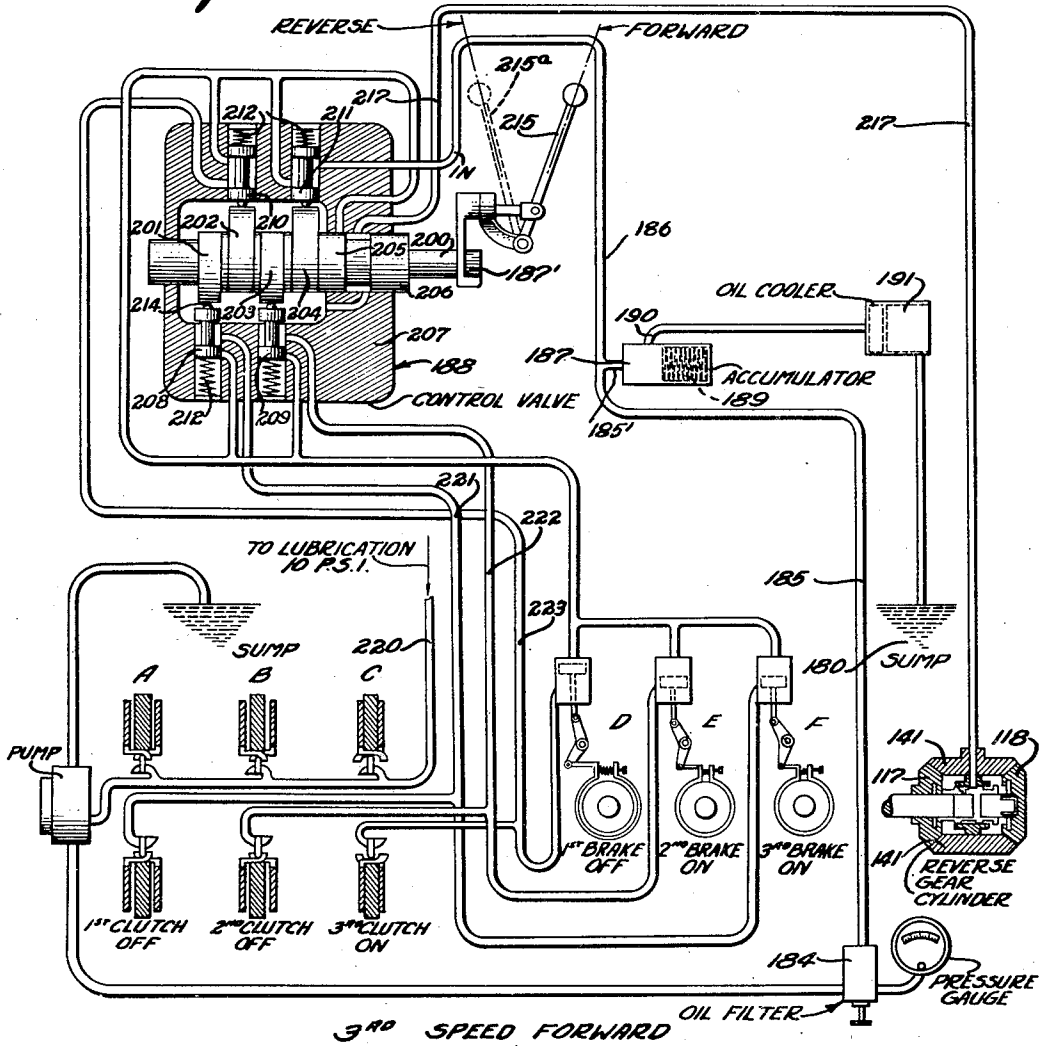 REVERSE
FORWARD
215a
217
212
211
215
217
IN
202
210
201
205
200
186
187'
206
OIL COOLER
191
214
203
204
190
207
187
188
ACCUMULATOR
208
189
212
209
CONTROL VALVE
185'
221
222
TO LUBRICATION
10 P.S.I.
185
223
SUMP
220
180
SUMP
A
B
C
D
E
F
PUMP
141
118
117
1ST BRAKE
OFF
2ND BRAKE
ON
3RD BRAKE
ON
141
REVERSE
GEAR
CYLINDER
1ST CLUTCH
OFF
2ND CLUTCH
OFF
3RD CLUTCH
ON
184
PRESSURE
GAUGE
OIL FILTER
3RD SPEED FORWARD